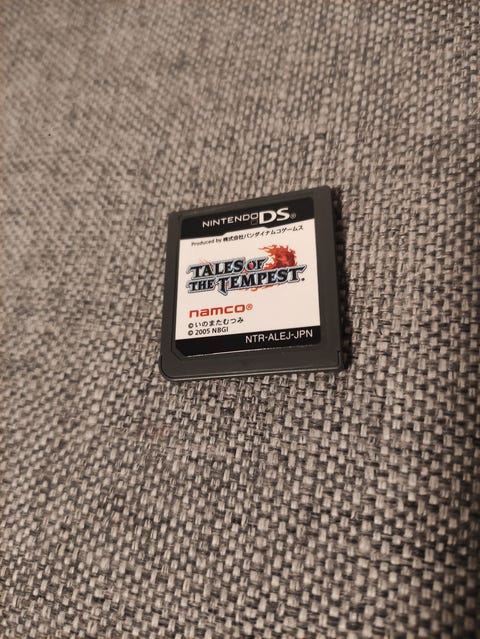 NINTENDO DS®
Produced by 株式会社バンダイナムコゲームス
TALES OF
THE TEMPEST
namco®
©いのまたむつみ
© 2005 NBGI
NTR-ALEJ-JPN